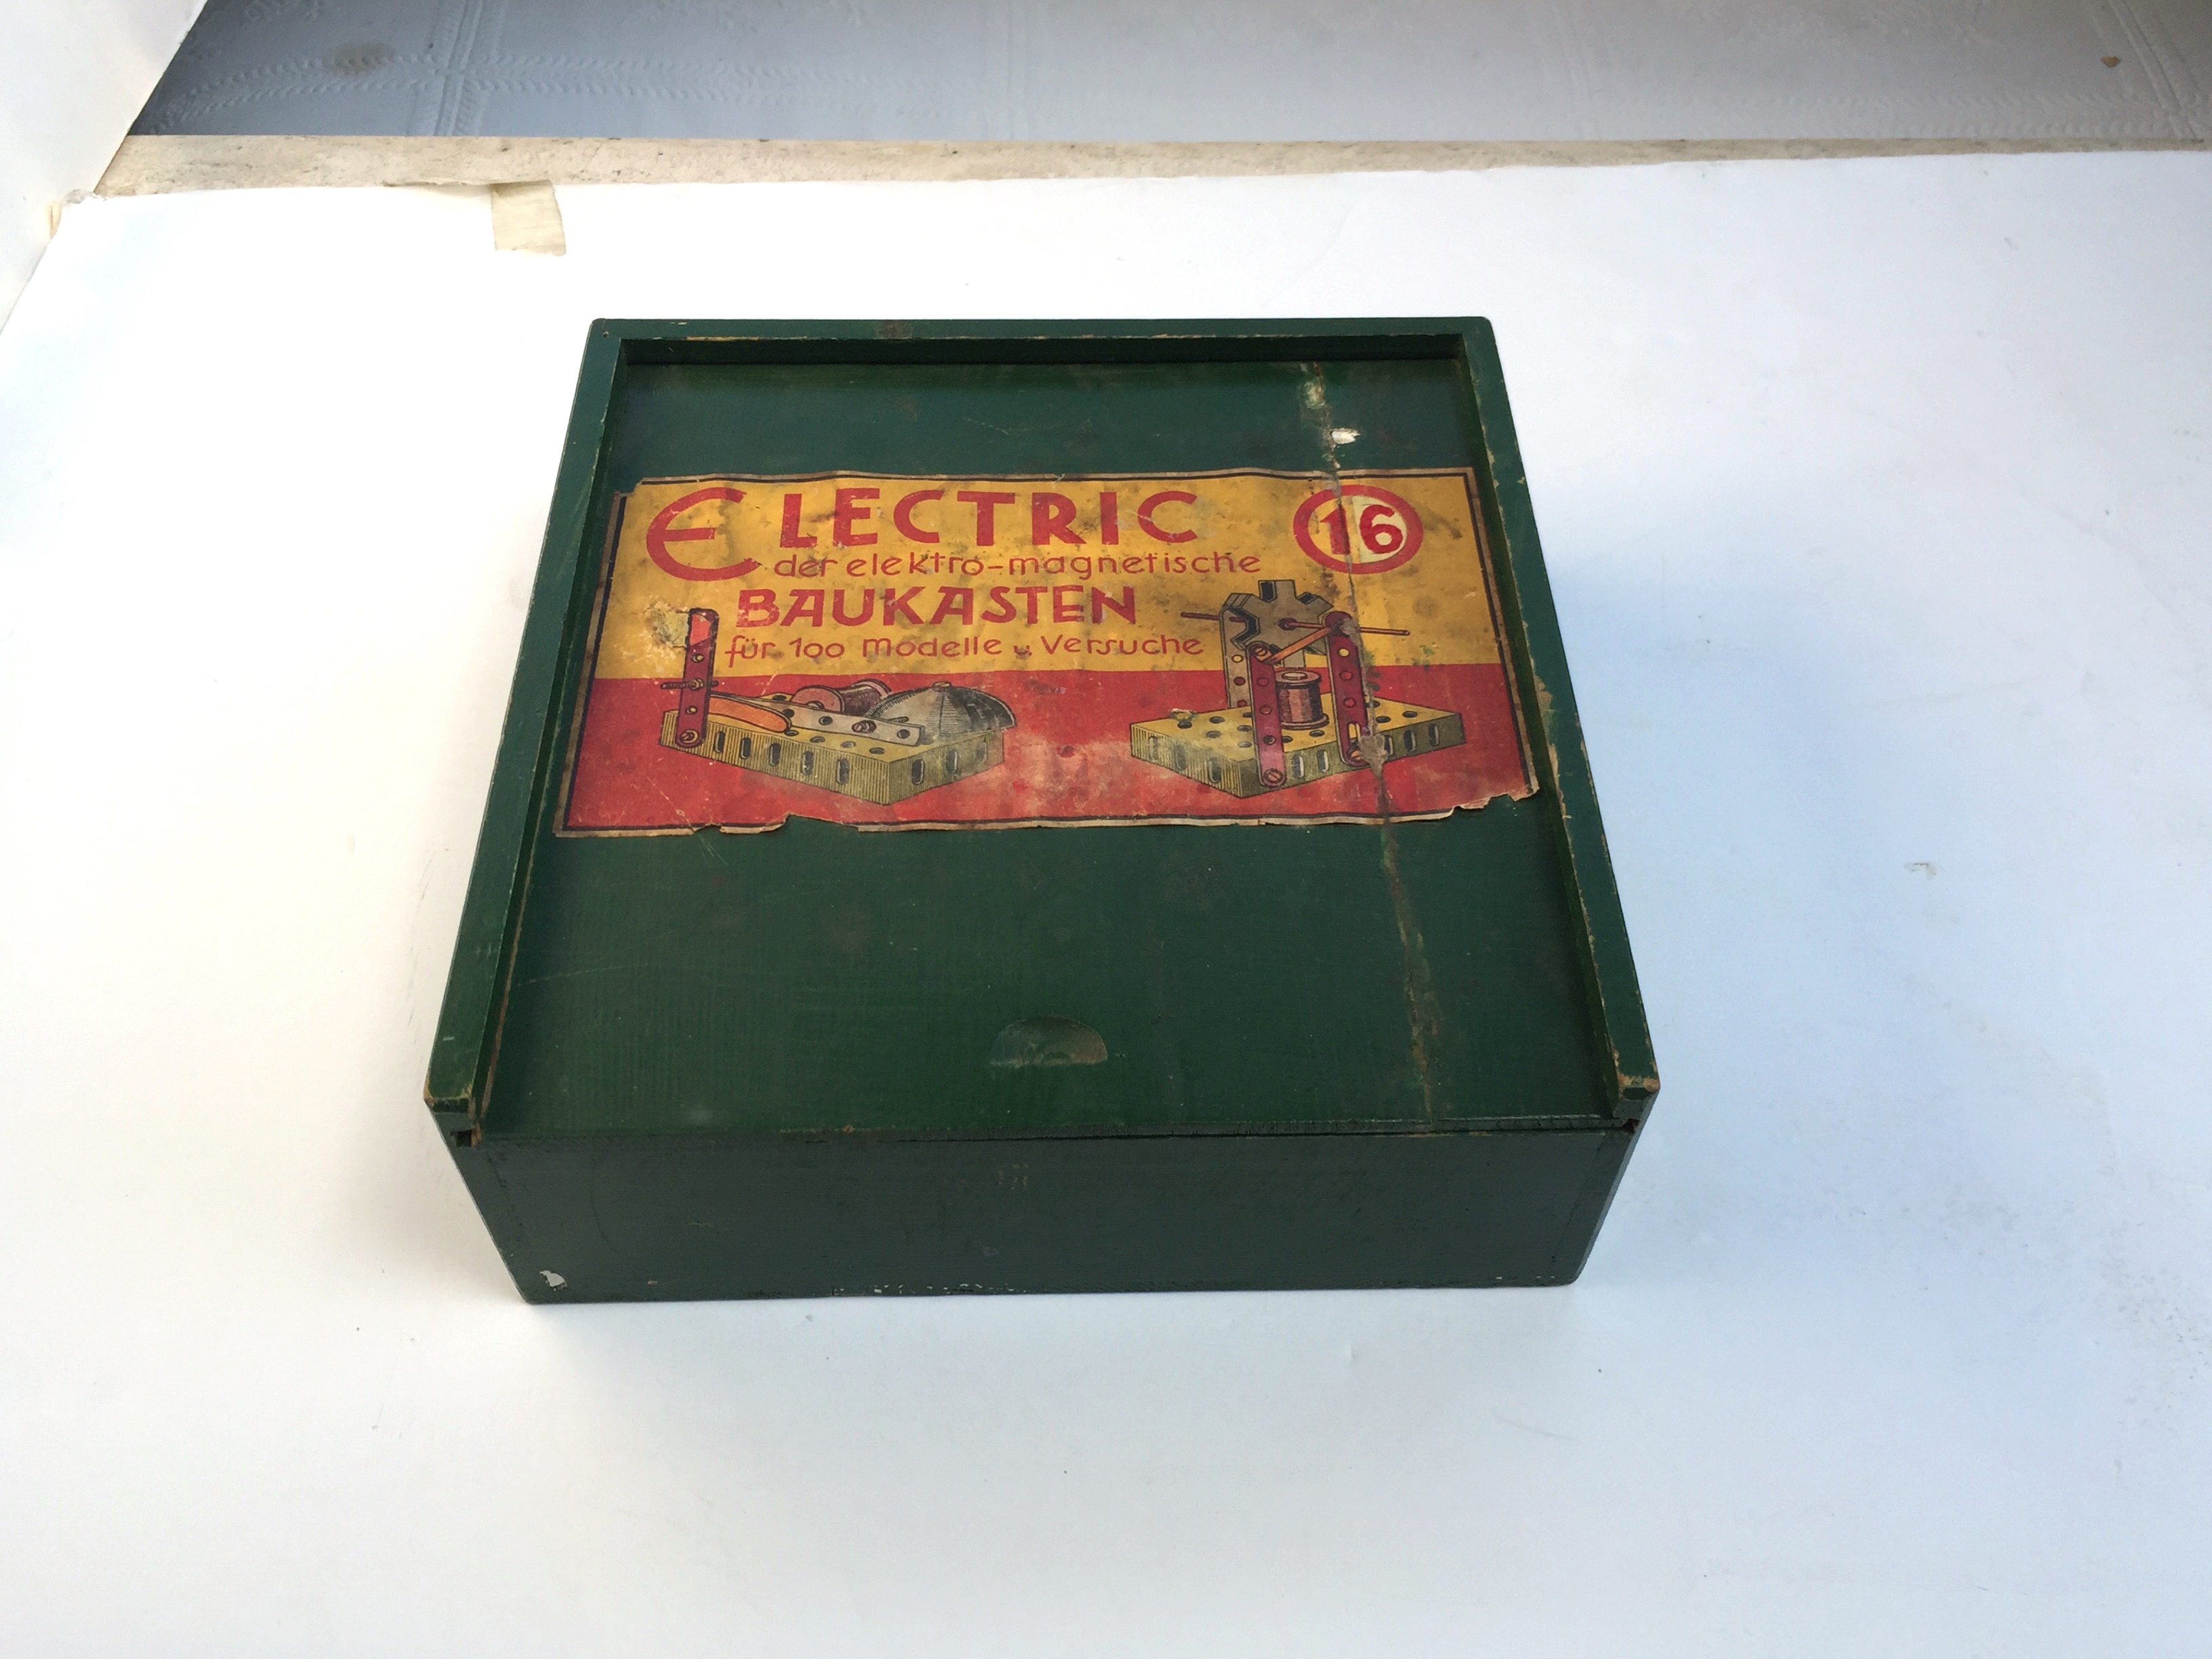 ELECTRIC 16
der elektro-magnetische
BAUKASTEN
für 100 Modelle u. Versuche